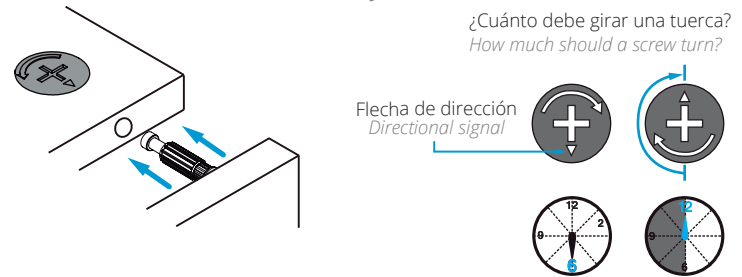 ¿Cuánto debe girar una tuerca?
How much should a screw turn?
Flecha de dirección
Directional signal
12
2
9
6
12
9
6